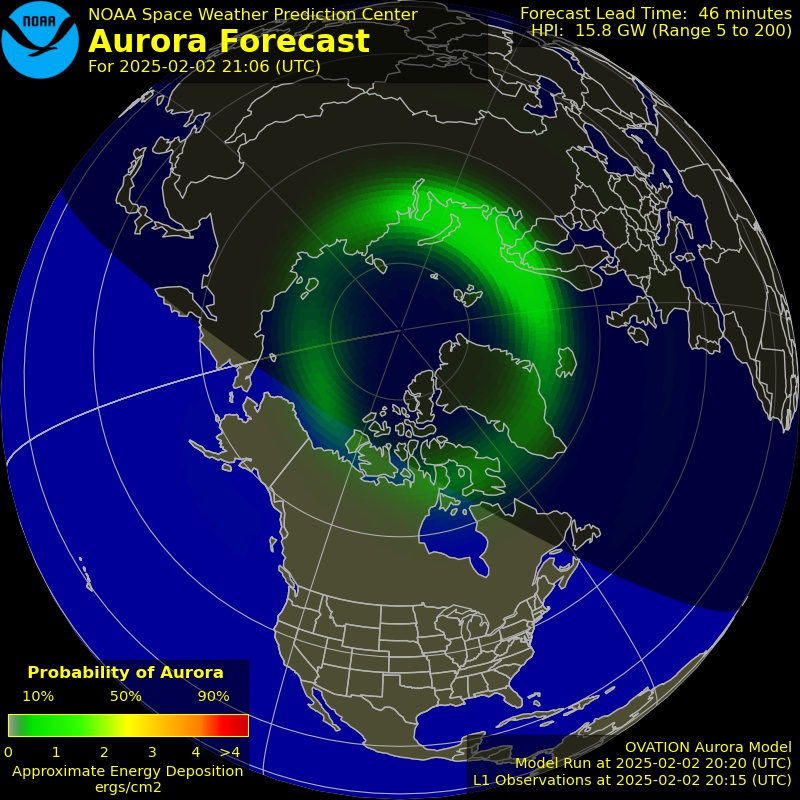 NOAA
NOAA Space Weather Prediction Center
Aurora Forecast
For 2025-02-02 21:06 (UTC)
Forecast Lead Time: 46 minutes
HPI: 15.8 GW (Range 5 to 200)
Probability of Aurora
10% 50% 90%
0 1 2 3 4 >4
Approximate Energy Deposition
ergs/cm2
OVATION Aurora Model
Model Run at 2025-02-02 20:20 (UTC)
L1 Observations at 2025-02-02 20:15 (UTC)